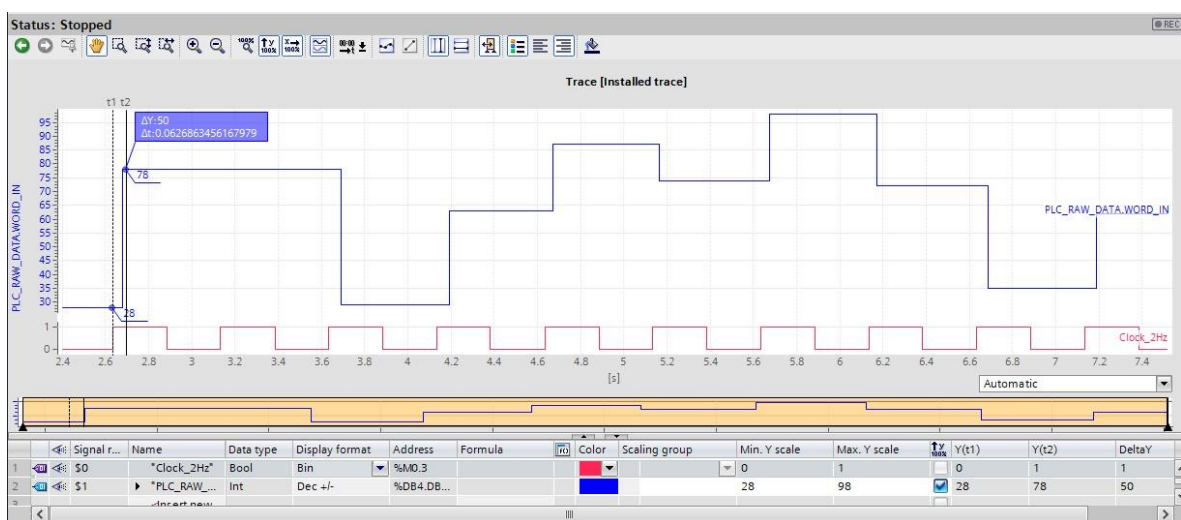 Status: Stopped
REC
Trace [Installed trace]
t1 t2
ΔY:50
Δt:0.0626863456167979
78
28
PLC_RAW_DATA.WORD_IN
95
90
85
80
75
70
65
60
55
50
45
40
35
30
PLC_RAW_DATA.WORD_IN
1
0
Clock_2Hz
2.4 2.6 2.8 3 3.2 3.4 3.6 3.8 4 4.2 4.4 4.6 4.8 5 5.2 5.4 5.6 5.8 6 6.2 6.4 6.6 6.8 7 7.2 7.4
[s]
Automatic
Signal r... Name Data type Display format Address Formula Color Scaling group Min. Y scale Max. Y scale Y(t1) Y(t2) DeltaY
1 $0 "Clock_2Hz" Bool Bin %M0.3 0 1 0 1 1
2 $1 "PLC_RAW_... Int Dec +/- %DB4.DB... 28 98 28 78 50